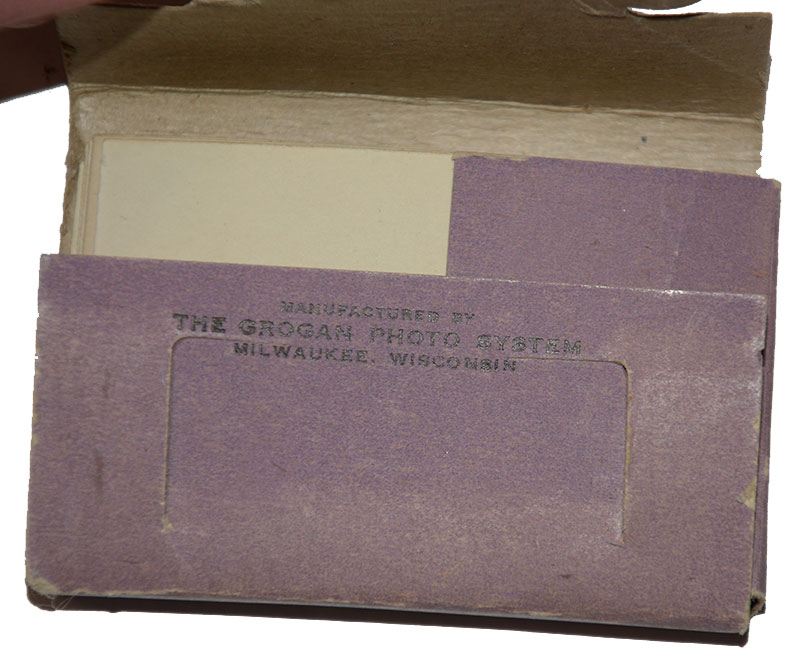 MANUFACTURED BY
THE GROGAN PHOTO SYSTEM
MILWAUKEE. WISCONSIN